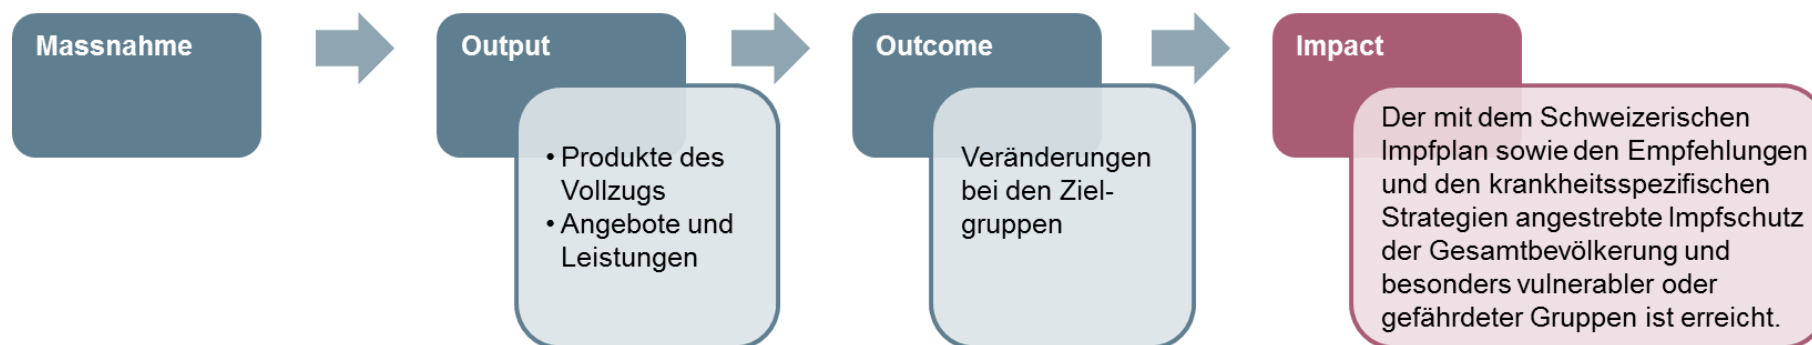 Massnahme
Output
• Produkte des
Vollzugs
• Angebote und
Leistungen
Outcome
Veränderungen
bei den Ziel-
gruppen
Impact
Der mit dem Schweizerischen
Impfplan sowie den Empfehlungen
und den krankheitsspezifischen
Strategien angestrebte Impfschutz
der Gesamtbevölkerung und
besonders vulnerabler oder
gefährdeter Gruppen ist erreicht.